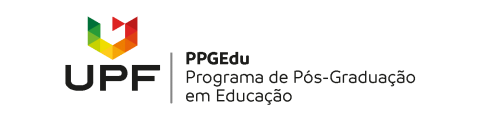 UPF
PPGEdu
Programa de Pós-Graduação
em Educação